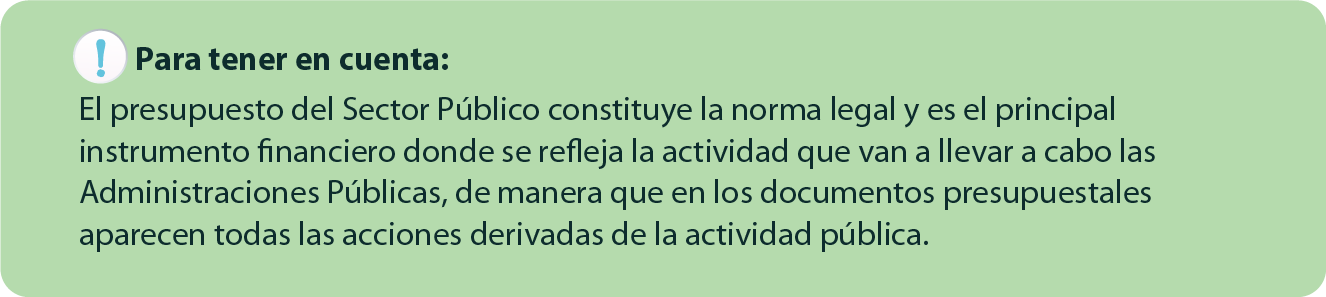 Para tener en cuenta:
El presupuesto del Sector Público constituye la norma legal y es el principal
instrumento financiero donde se refleja la actividad que van a llevar a cabo las
Administraciones Públicas, de manera que en los documentos presupuestales
aparecen todas las acciones derivadas de la actividad pública.